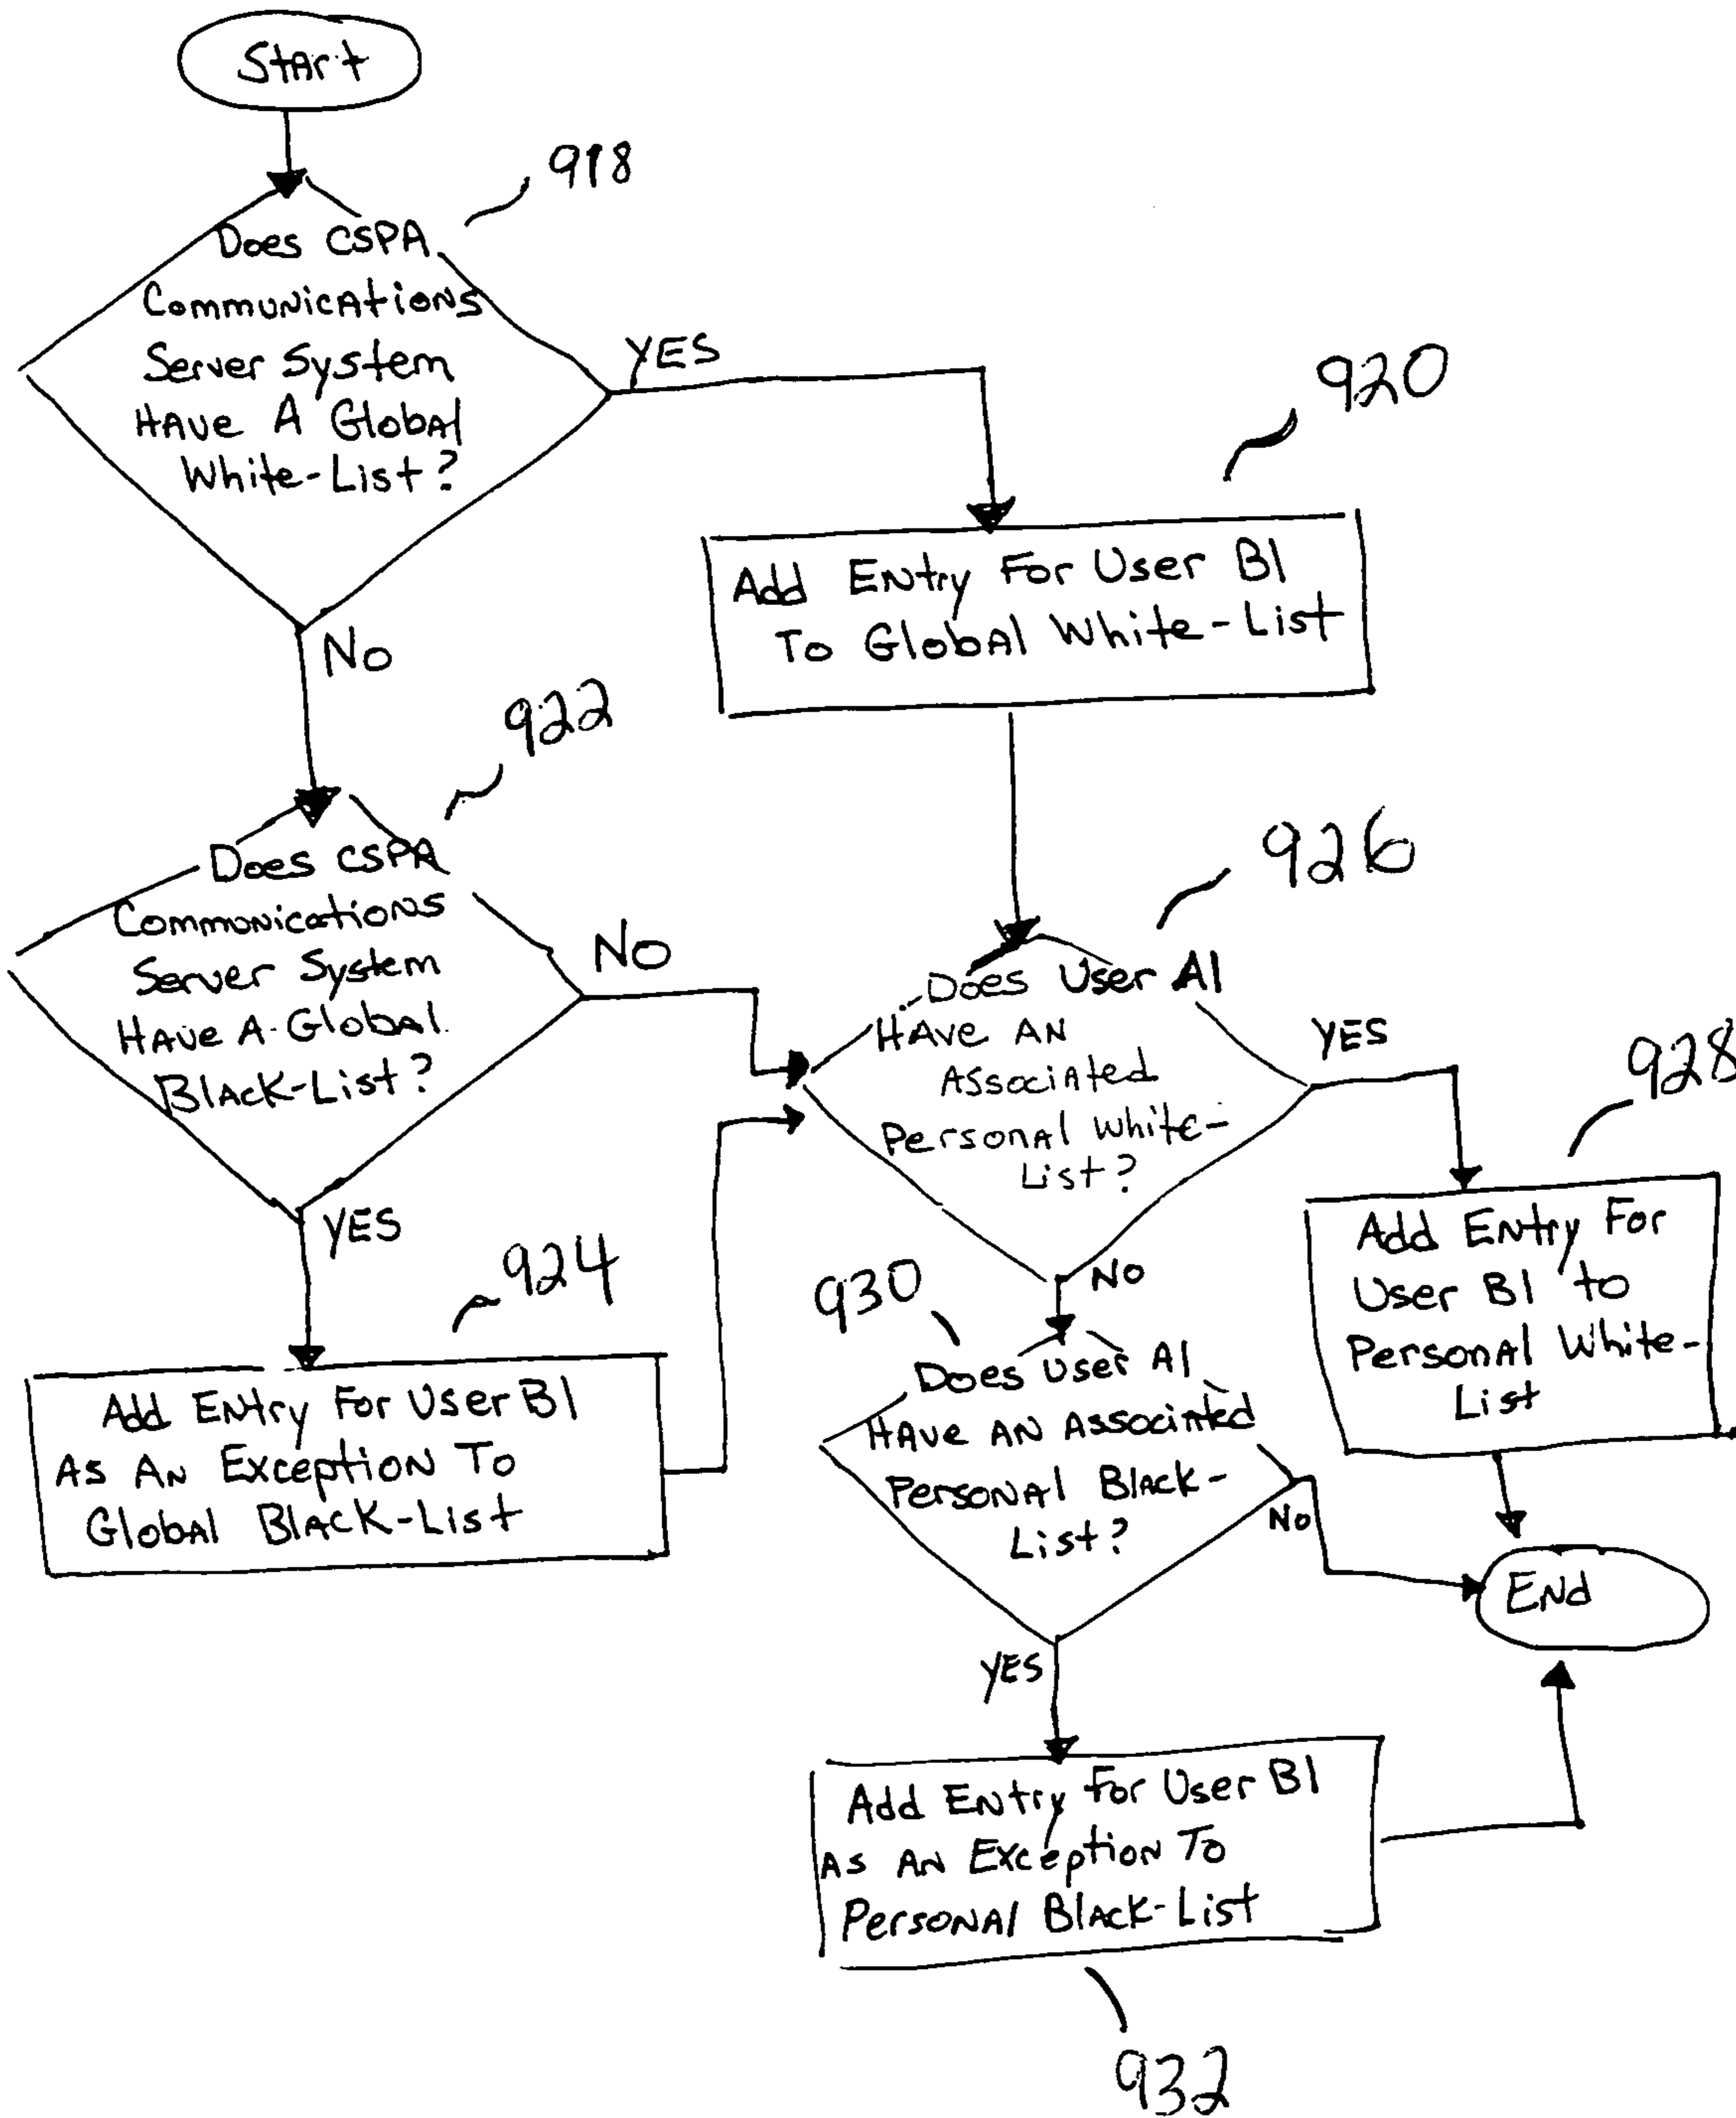 Start
918
Does CSPA
Communications
Server System
Have A Global
White-List?
YES
No
920
Add Entry For User B1
To Global White-List
922
Does CSPA
Communications
Server System
Have A Global
Black-List?
No
YES
924
Add Entry For User B1
As An Exception To
Global Black-List
926
Does User A1
Have An
Associated
Personal White-
List?
YES
No
928
Add Entry For
User B1 to
Personal White-
List
930
Does User A1
Have An Associated
Personal Black-
List?
No
YES
End
Add Entry For User B1
As An Exception To
Personal Black-List
932